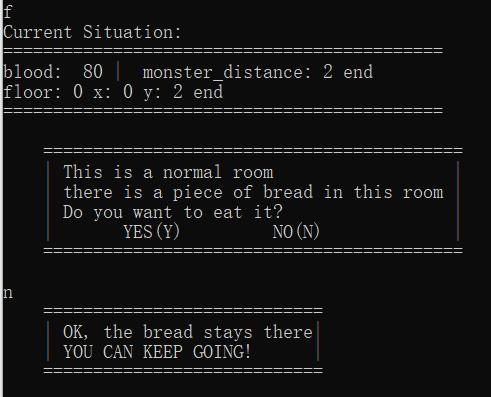 f
Current Situation:
============================================
blood:  80 |  monster_distance: 2 end
floor: 0 x: 0 y: 2 end
============================================
==========================================
| This is a normal room |
| there is a piece of bread in this room |
| Do you want to eat it? |
| YES(Y)         NO(N) |
==========================================
n
============================
| OK, the bread stays there|
| YOU CAN KEEP GOING! |
============================